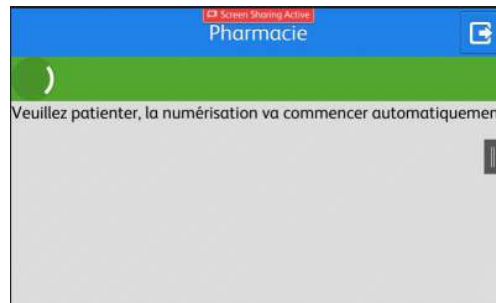 Screen Sharing Active
Pharmacie
Veuillez patienter, la numérisation va commencer automatiquemen